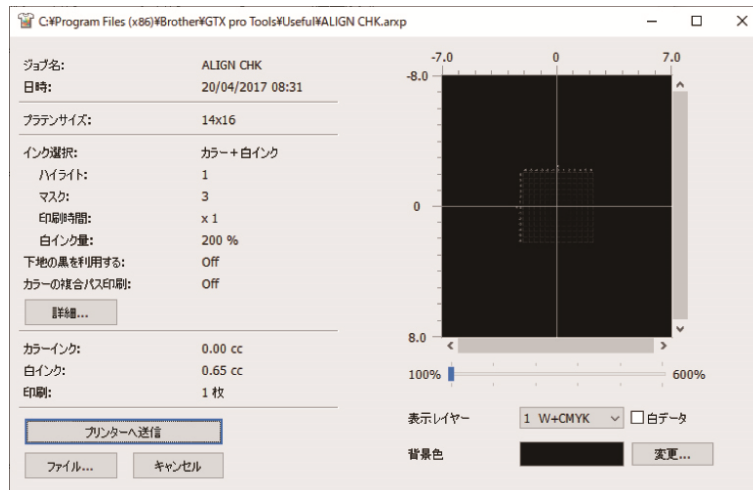 C:¥Program Files (x86)¥Brother¥GTX pro Tools¥Useful¥ALIGN CHK.arxp
ジョブ名: ALIGN CHK
日時: 20/04/2017 08:31
プラテンサイズ: 14x16
インク選択: カラー+白インク
ハイライト: 1
マスク: 3
印刷時間: x 1
白インク量: 200 %
下地の黒を利用する: Off
カラーの複合パス印刷: Off
詳細...
カラーインク: 0.00 cc
白インク: 0.65 cc
印刷: 1 枚
プリンターへ送信
ファイル... キャンセル
-7.0 0 7.0
-8.0
0
8.0
100% 600%
表示レイヤー 1 W+CMYK 白データ
背景色 変更...